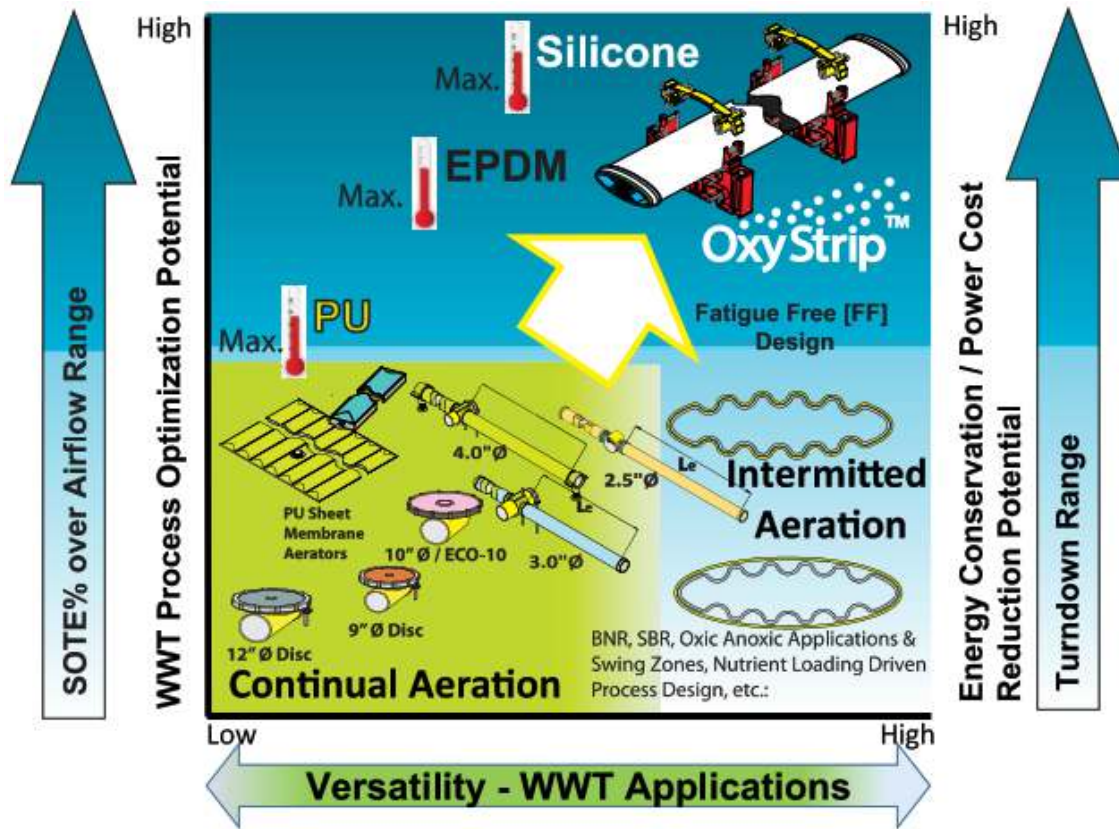 High
High
Silicone
Max.
EPDM
Max.
OxyStrip™
Fatigue Free [FF]
Design
PU
Max.
4.0"Ø
2.5"Ø
Le
Intermitted
Aeration
PU Sheet
Membrane
Aerators
Le
10" Ø / ECO-10
3.0"Ø
9" Ø Disc
12" Ø Disc
Continual Aeration
BNR, SBR, Oxic Anoxic Applications &
Swing Zones, Nutrient Loading Driven
Process Design, etc.:
Low
High
Versatility - WWT Applications
SOTE% over Airflow Range
WWT Process Optimization Potential
Energy Conservation / Power Cost
Reduction Potential
Turndown Range